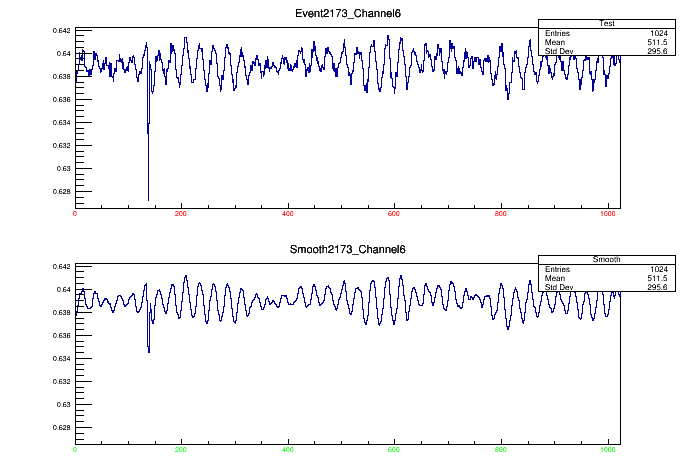 Event2173_Channel6
Test
Entries 1024
Mean 511.5
Std Dev 295.6
0.642
0.64
0.638
0.636
0.634
0.632
0.63
0.628
0 200 400 600 800 1000
Smooth2173_Channel6
Smooth
Entries 1024
Mean 511.5
Std Dev 295.6
0.642
0.64
0.638
0.636
0.634
0.632
0.63
0.628
0 200 400 600 800 1000